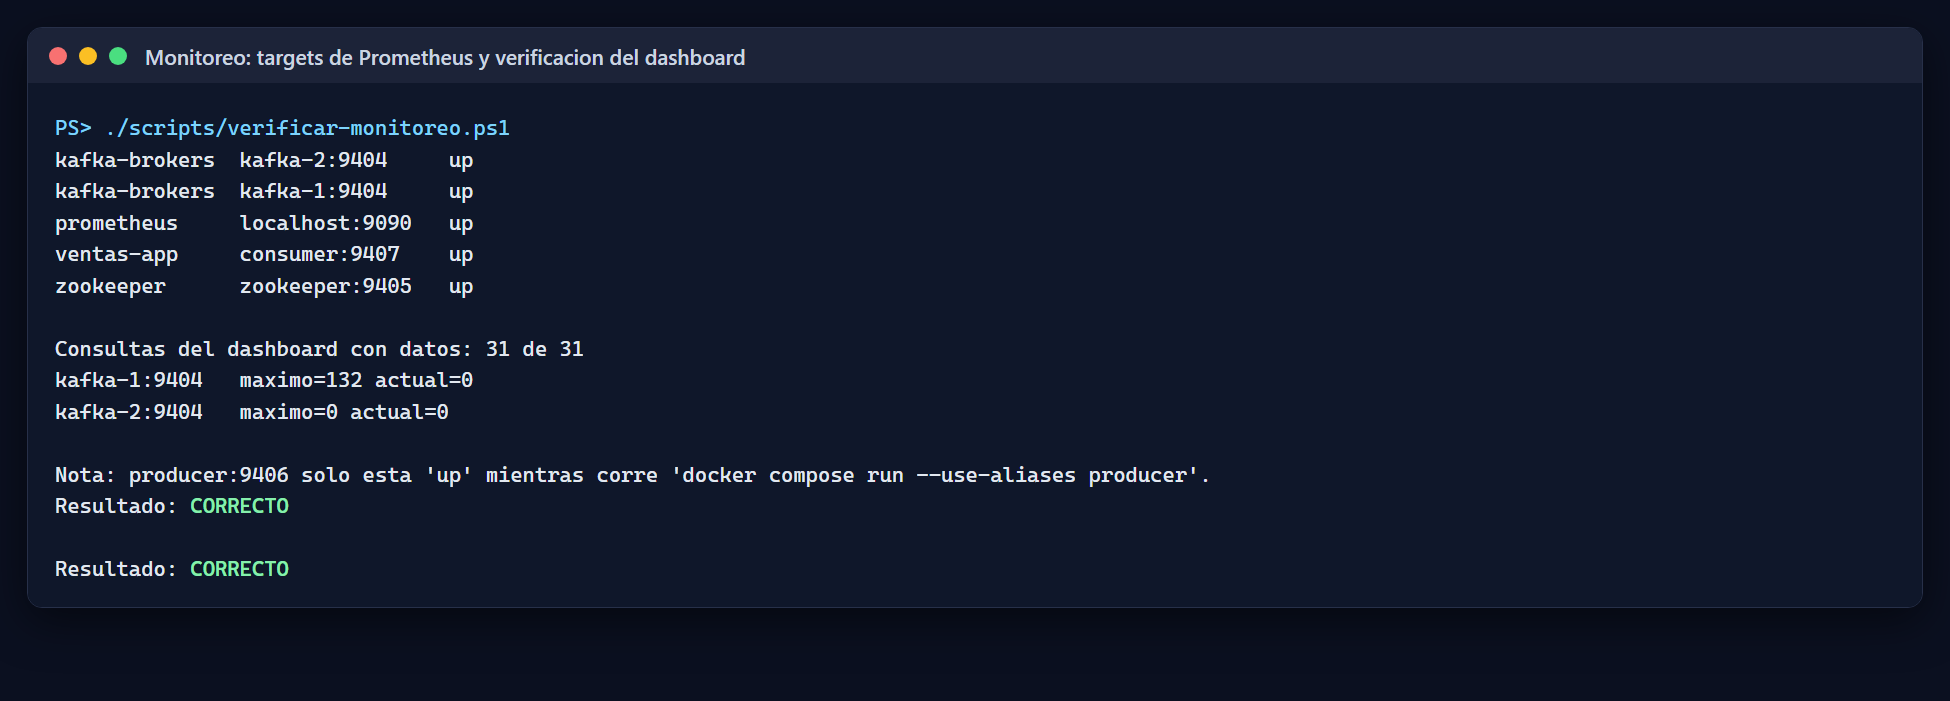 Monitoreo: targets de Prometheus y verificacion del dashboard
PS> ./scripts/verificar-monitoreo.ps1
kafka-brokers  kafka-2:9404     up
kafka-brokers  kafka-1:9404     up
prometheus     localhost:9090   up
ventas-app     consumer:9407    up
zookeeper      zookeeper:9405   up
Consultas del dashboard con datos: 31 de 31
kafka-1:9404   maximo=132 actual=0
kafka-2:9404   maximo=0 actual=0
Nota: producer:9406 solo esta 'up' mientras corre 'docker compose run --use-aliases producer'.
Resultado: CORRECTO
Resultado: CORRECTO